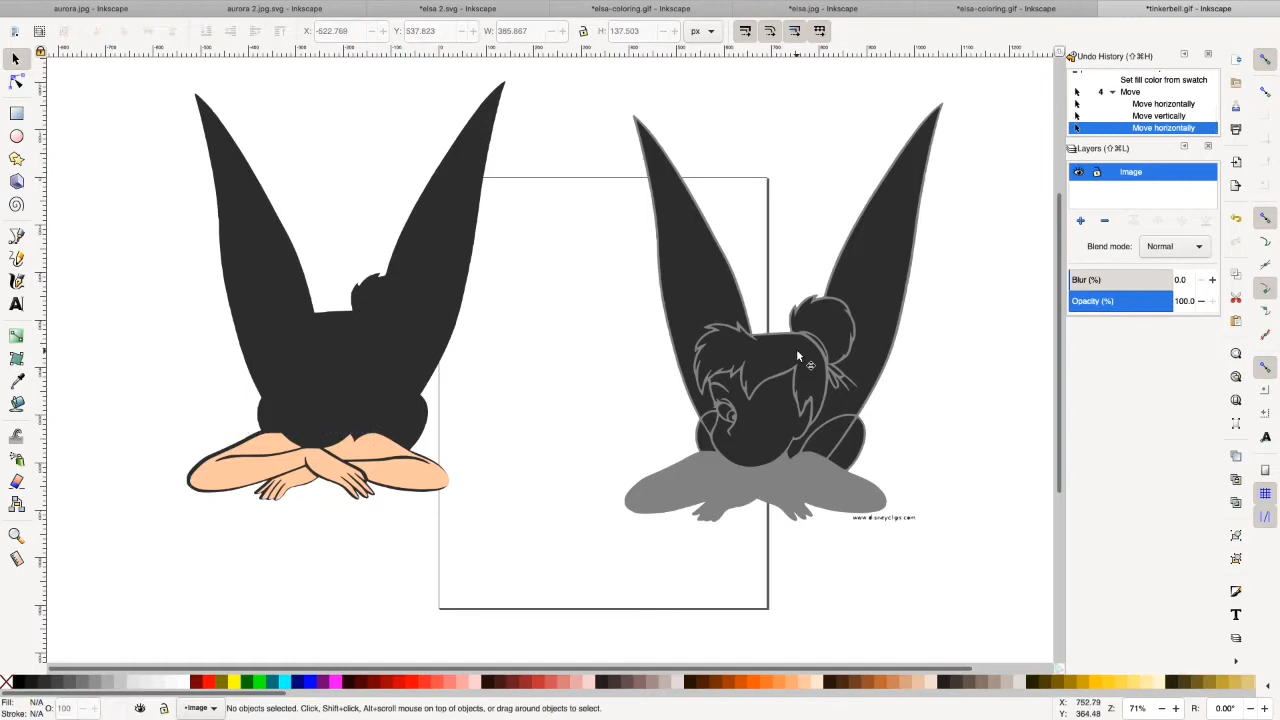 aurora.jpg - Inkscape
aurora 2.jpg.svg - Inkscape
*elsa 2.svg - Inkscape
*elsa-coloring.gif - Inkscape
*elsa.jpg - Inkscape
*elsa-coloring.gif - Inkscape
*tinkerbell.gif - Inkscape
X: -522.769
Y: 537.823
W: 385.867
H: 137.503
px
Undo History (⇧⌘H)
Set fill color from swatch
4 Move
Move horizontally
Move vertically
Move horizontally
Layers (⇧⌘L)
Image
Blend mode: Normal
Blur (%) 0.0
Opacity (%) 100.0
www.disneyclips.com
Fill: N/A
Stroke: N/A
O: 100
•Image
No objects selected. Click, Shift+click, Alt+scroll mouse on top of objects, or drag around objects to select.
X: 752.79
Y: 364.48
Z: 71%
R: 0.00°